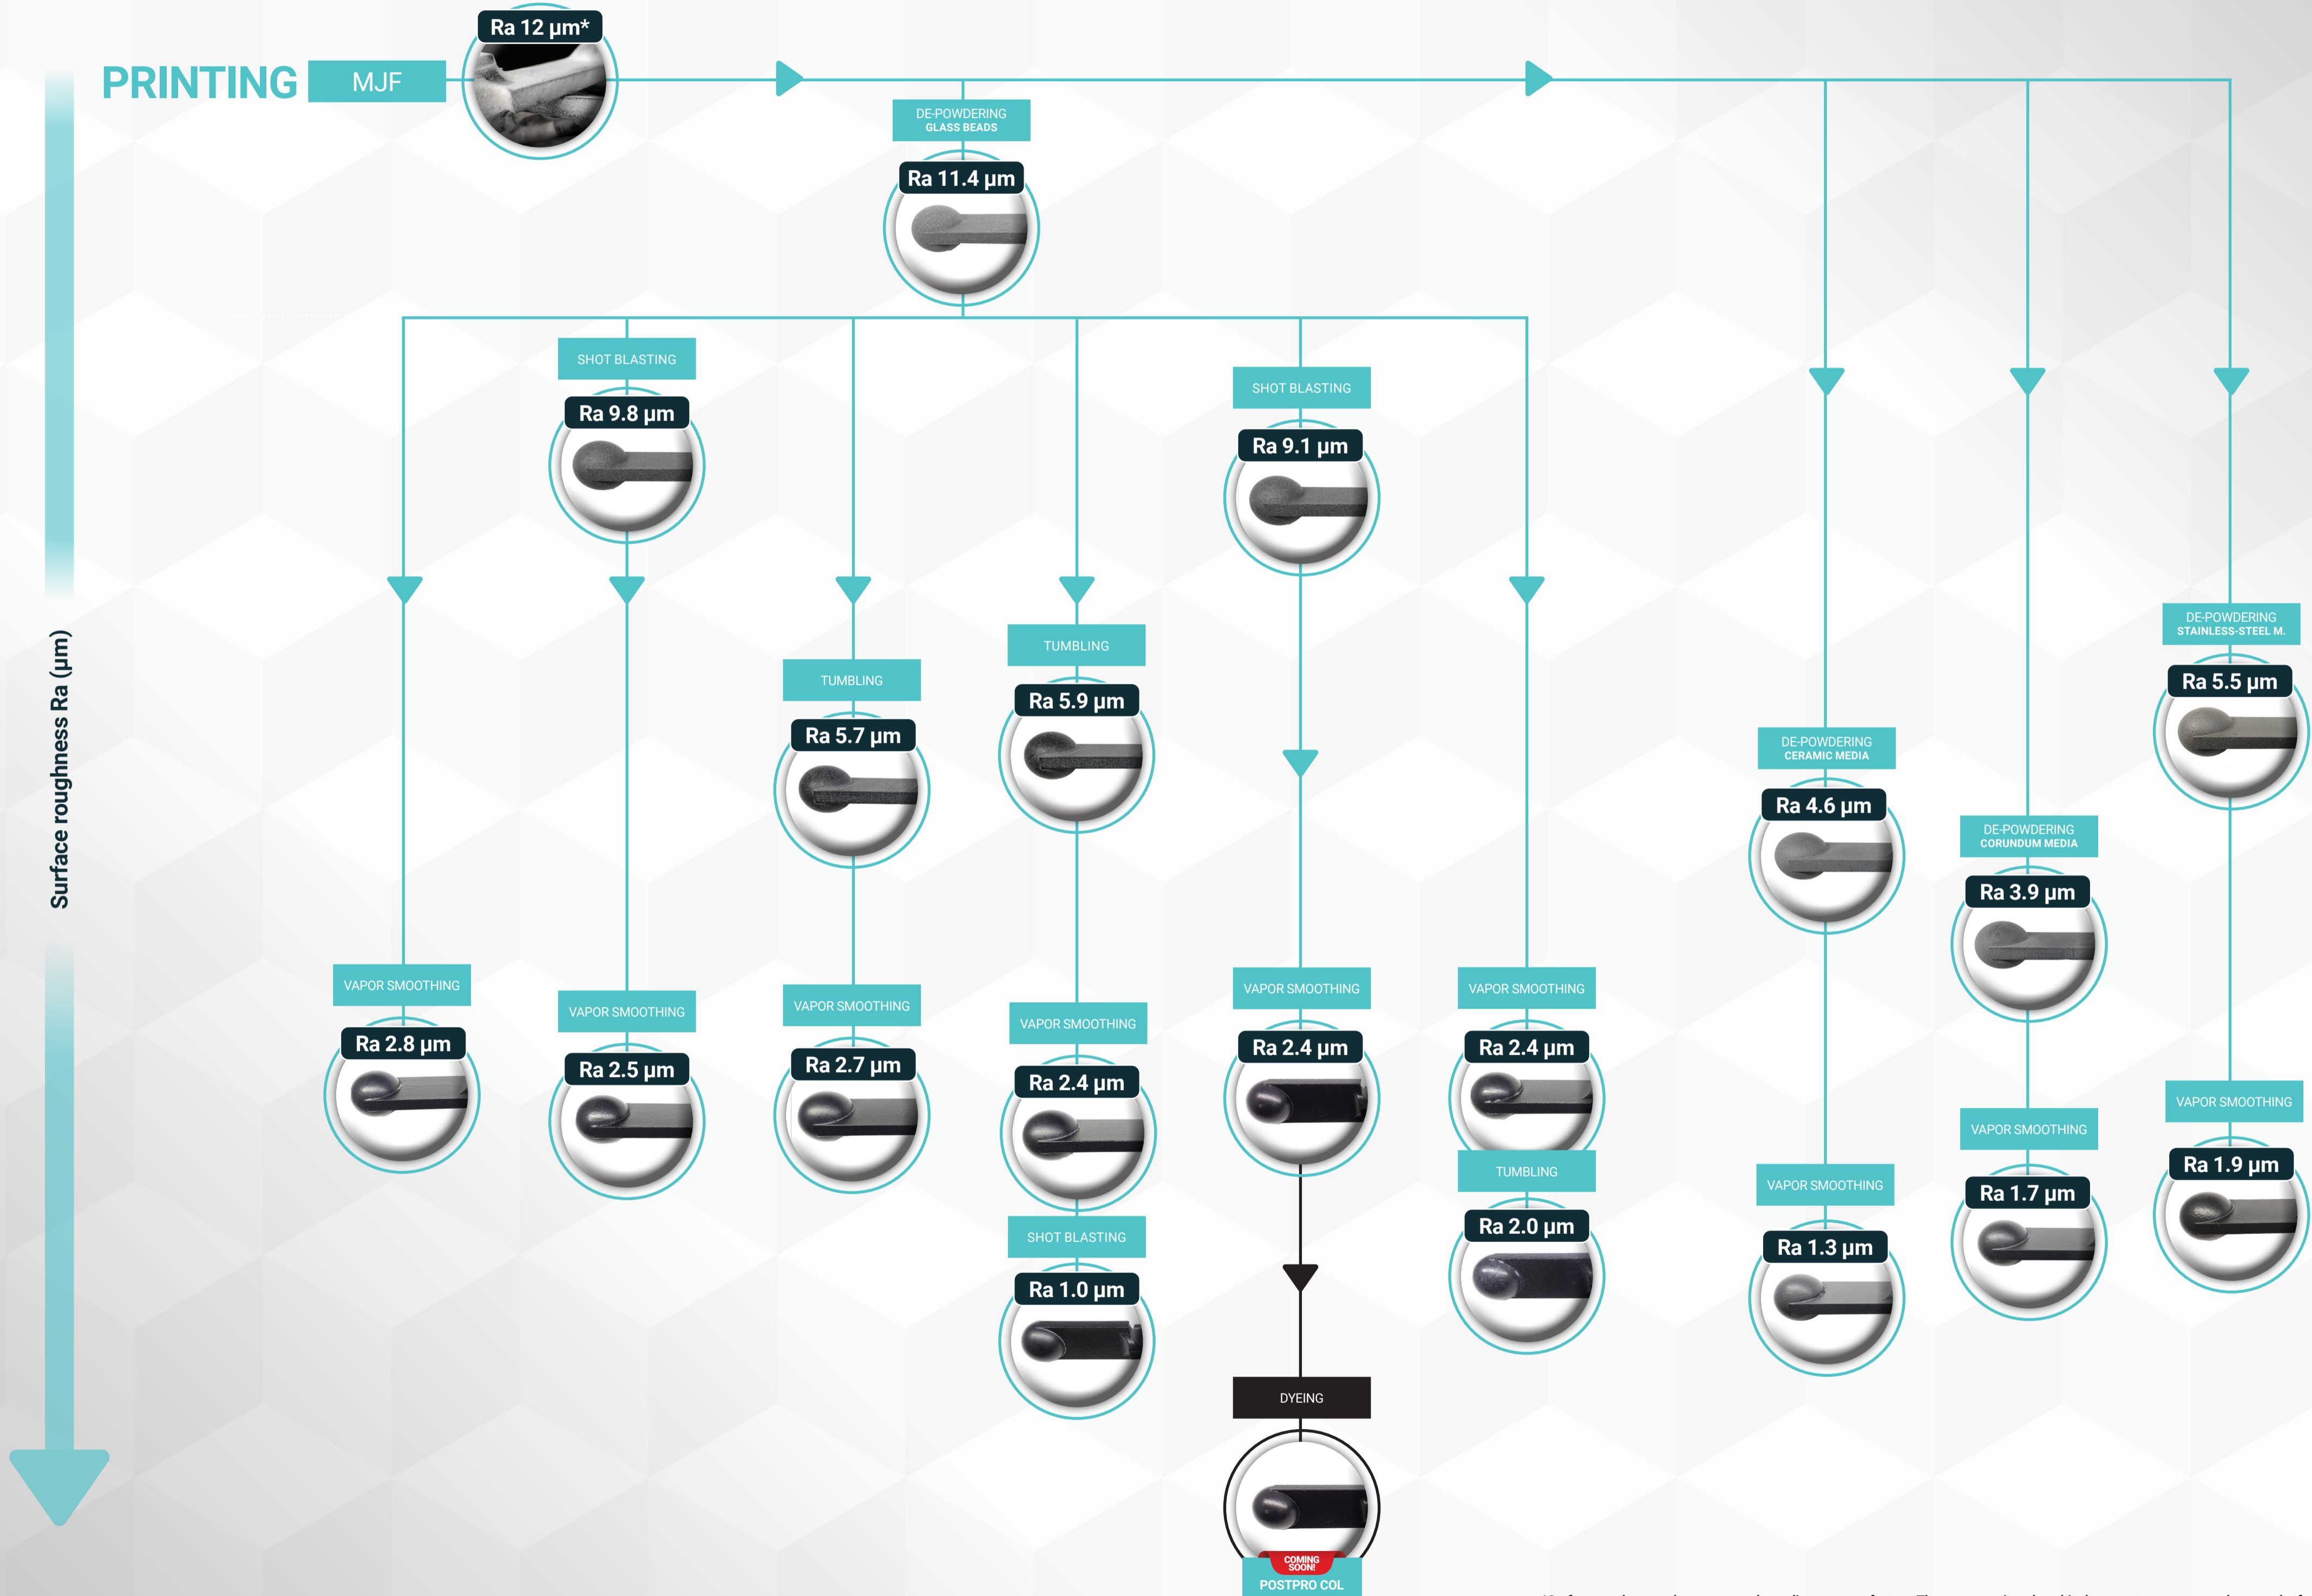 Ra 12 µm*
PRINTING
MJF
DE-POWDERING
GLASS BEADS
Ra 11.4 µm
SHOT BLASTING
Ra 9.8 µm
SHOT BLASTING
Ra 9.1 µm
Surface roughness Ra (µm)
TUMBLING
Ra 5.7 µm
TUMBLING
Ra 5.9 µm
DE-POWDERING
STAINLESS-STEEL M.
Ra 5.5 µm
DE-POWDERING
CERAMIC MEDIA
Ra 4.6 µm
DE-POWDERING
CORUNDUM MEDIA
Ra 3.9 µm
VAPOR SMOOTHING
Ra 2.8 µm
VAPOR SMOOTHING
Ra 2.5 µm
VAPOR SMOOTHING
Ra 2.7 µm
VAPOR SMOOTHING
Ra 2.4 µm
SHOT BLASTING
Ra 1.0 µm
VAPOR SMOOTHING
Ra 2.4 µm
DYEING
COMING
SOON!
POSTPRO COL
VAPOR SMOOTHING
Ra 2.4 µm
TUMBLING
Ra 2.0 µm
VAPOR SMOOTHING
Ra 1.3 µm
VAPOR SMOOTHING
Ra 1.7 µm
VAPOR SMOOTHING
Ra 1.9 µm